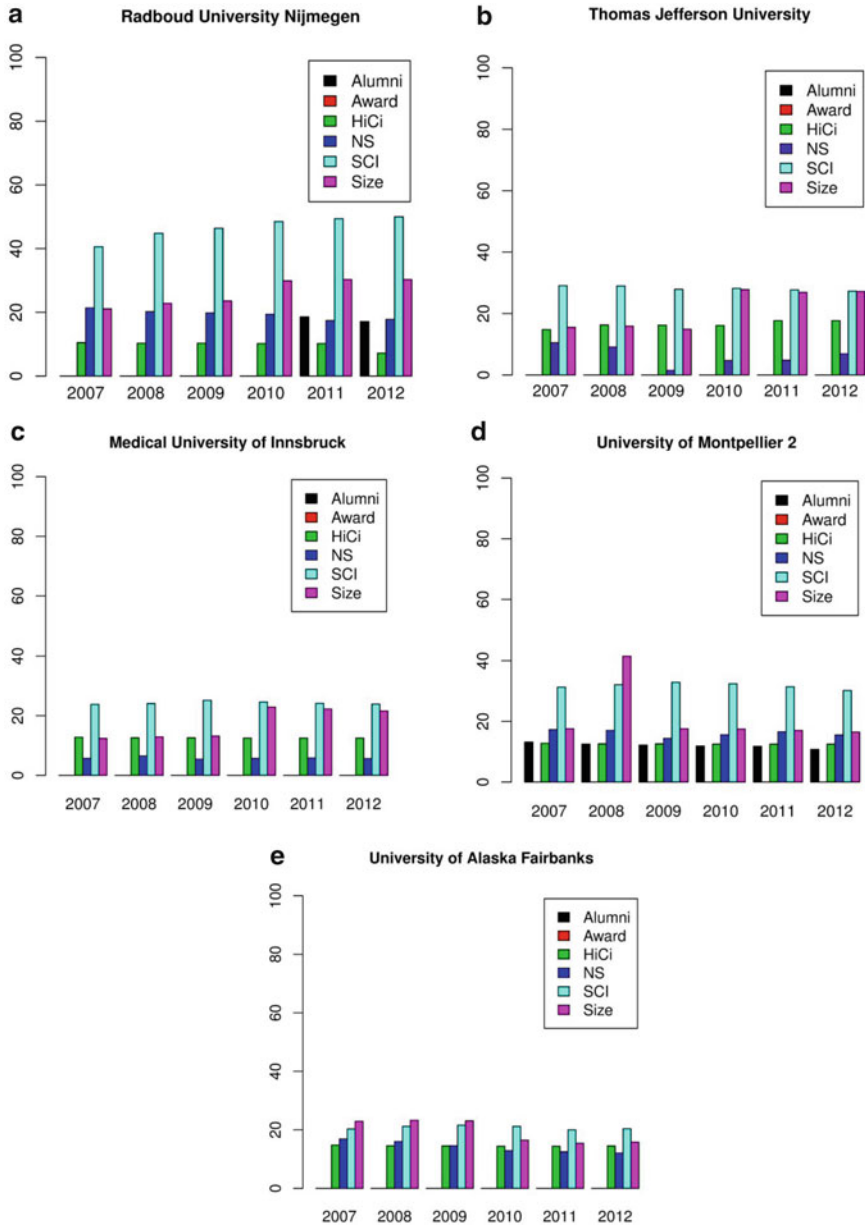 a
Radboud University Nijmegen
100
80
60
40
20
0
Alumni
Award
HiCi
NS
SCI
Size
2007 2008 2009 2010 2011 2012
b
Thomas Jefferson University
100
80
60
40
20
0
Alumni
Award
HiCi
NS
SCI
Size
2007 2008 2009 2010 2011 2012
c
Medical University of Innsbruck
100
80
60
40
20
0
Alumni
Award
HiCi
NS
SCI
Size
2007 2008 2009 2010 2011 2012
d
University of Montpellier 2
100
80
60
40
20
0
Alumni
Award
HiCi
NS
SCI
Size
2007 2008 2009 2010 2011 2012
e
University of Alaska Fairbanks
100
80
60
40
20
0
Alumni
Award
HiCi
NS
SCI
Size
2007 2008 2009 2010 2011 2012